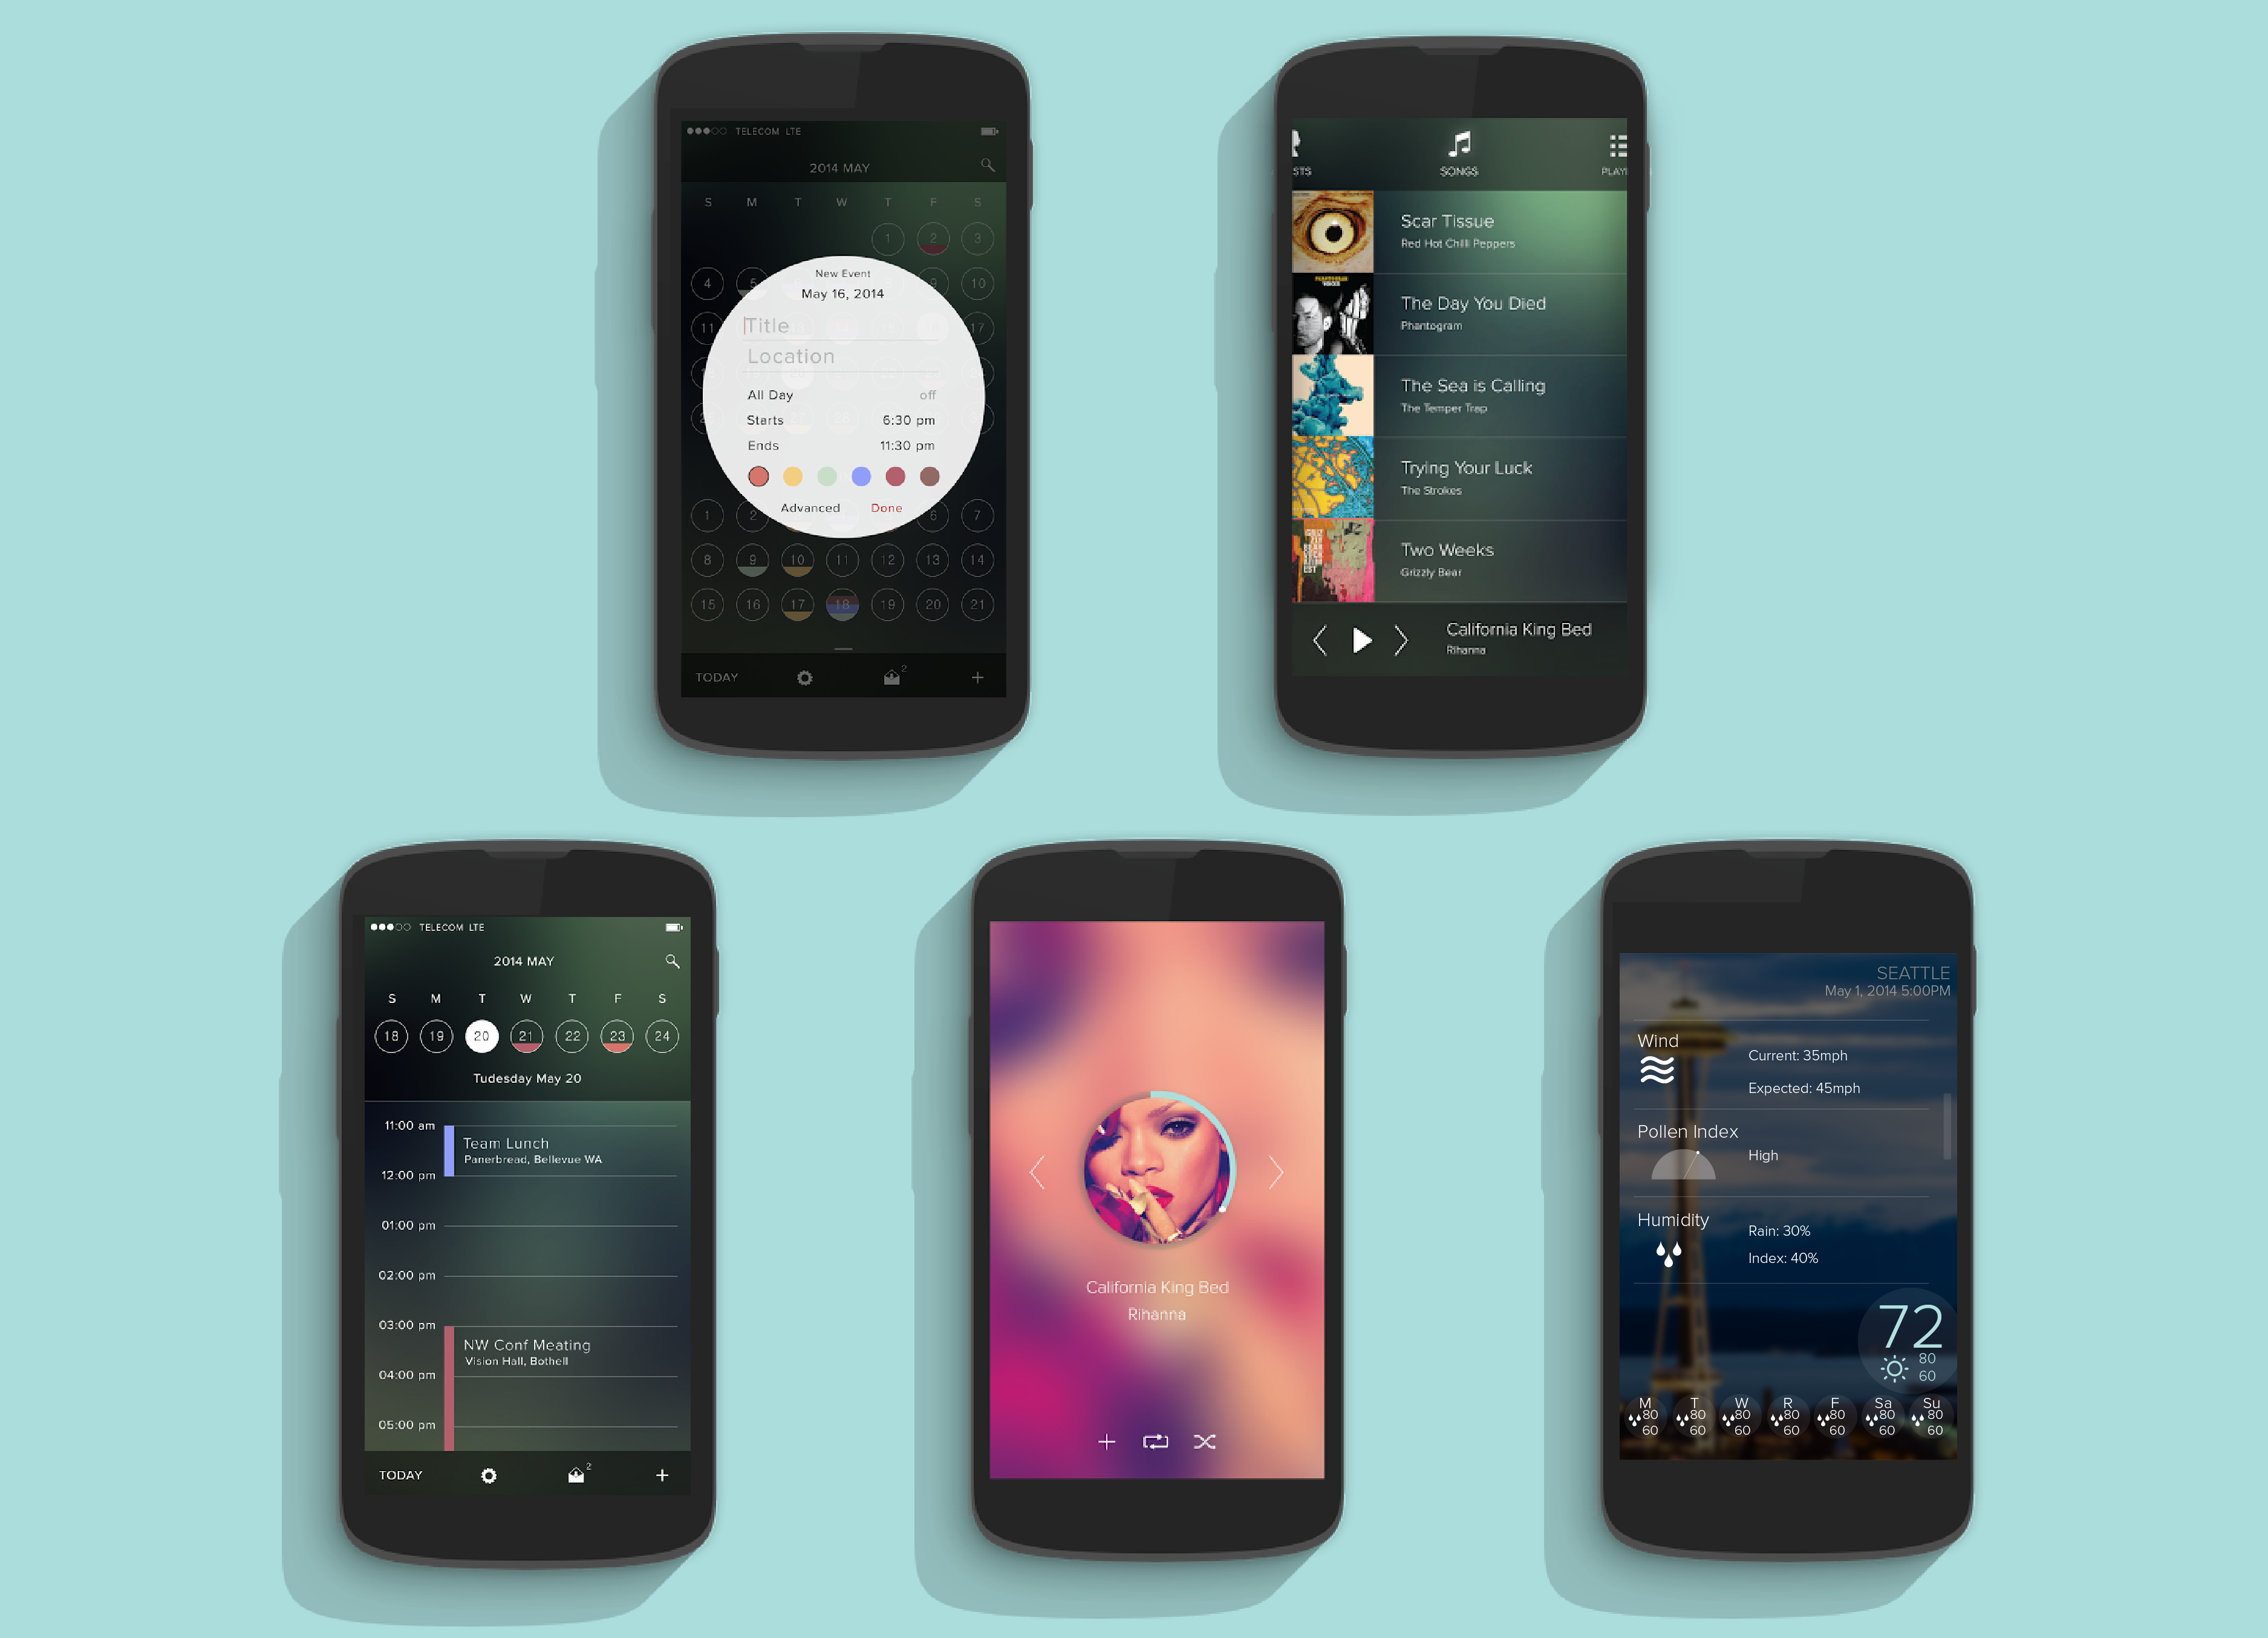 TELECOM LTE
2014 MAY
S M T W T F S
1 2 3
4 5 9 10
11 17
New Event
May 16, 2014
Title
Location
All Day off
Starts 6:30 pm
Ends 11:30 pm
Advanced Done
1 2 6 7
8 9 10 11 12 13 14
15 16 17 18 19 20 21
TODAY 2 +
STS SONGS PLAYI
Scar Tissue
Red Hot Chilli Peppers
The Day You Died
Phantogram
The Sea is Calling
The Temper Trap
Trying Your Luck
The Strokes
Two Weeks
Grizzly Bear
California King Bed
Rihanna
TELECOM LTE
2014 MAY
S M T W T F S
18 19 20 21 22 23 24
Tudesday May 20
11:00 am
Team Lunch
Panerbread, Bellevue WA
12:00 pm
01:00 pm
02:00 pm
03:00 pm
NW Conf Meating
Vision Hall, Bothell
04:00 pm
05:00 pm
TODAY 2 +
California King Bed
Rihanna
SEATTLE
May 1, 2014 5:00PM
Wind
Current: 35mph
Expected: 45mph
Pollen Index
High
Humidity
Rain: 30%
Index: 40%
72
80
60
M T W R F Sa Su
80 80 80 80 80 80 80
60 60 60 60 60 60 60